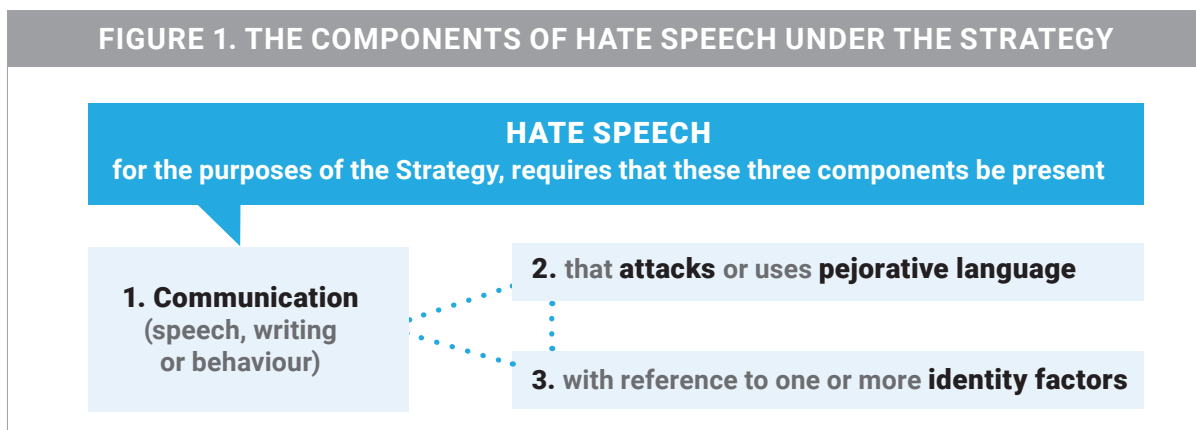 FIGURE 1. THE COMPONENTS OF HATE SPEECH UNDER THE STRATEGY
HATE SPEECH
for the purposes of the Strategy, requires that these three components be present
1. Communication
(speech, writing
or behaviour)
2. that attacks or uses pejorative language
3. with reference to one or more identity factors